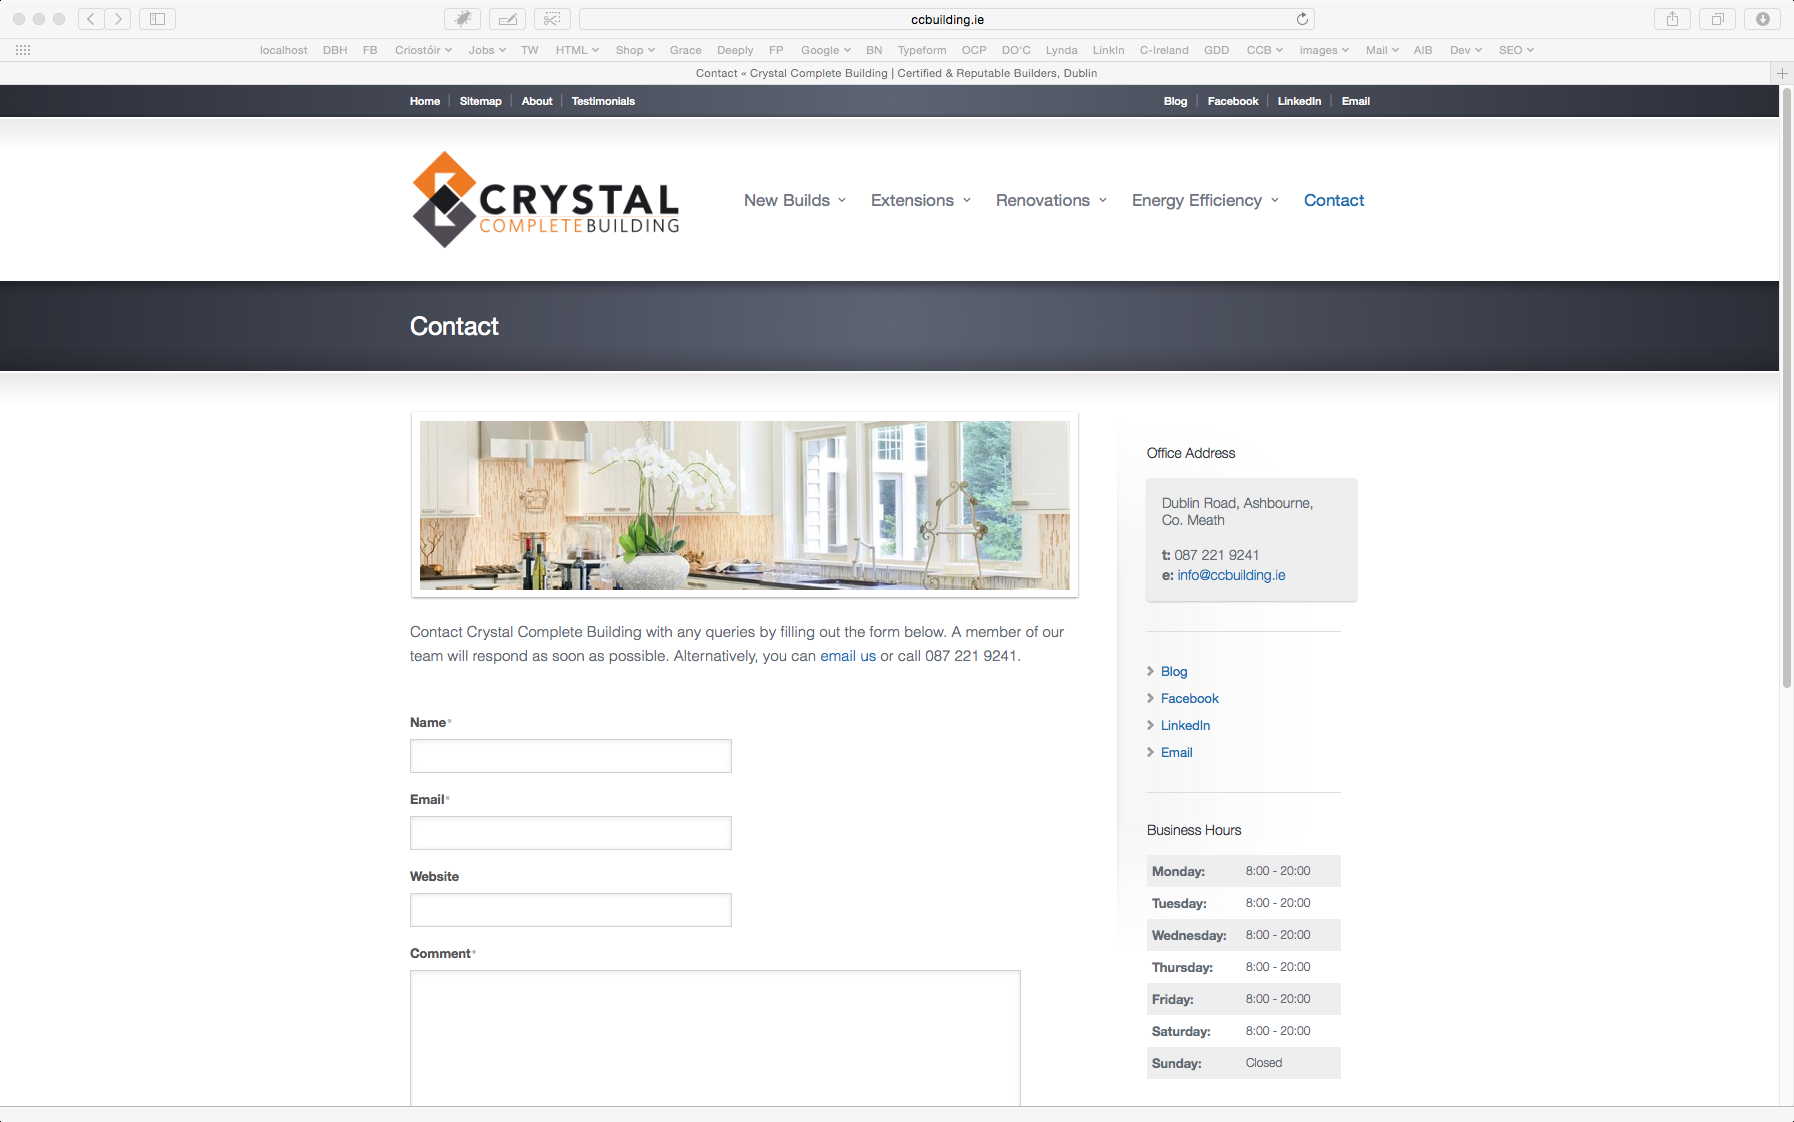 ccbuilding.ie
localhost DBH FB Criostóir Jobs TW HTML Shop Grace Deeply FP Google BN Typeform OCP DO'C Lynda LinkIn C-Ireland GDD CCB images Mail AIB Dev SEO
Contact « Crystal Complete Building | Certified & Reputable Builders, Dublin
Home Sitemap About Testimonials Blog Facebook LinkedIn Email
CRYSTAL
COMPLETEBUILDING
New Builds Extensions Renovations Energy Efficiency Contact
Contact
Contact Crystal Complete Building with any queries by filling out the form below. A member of our
team will respond as soon as possible. Alternatively, you can email us or call 087 221 9241.
Name*
Email*
Website
Comment*
Office Address
Dublin Road, Ashbourne,
Co. Meath
t: 087 221 9241
e: info@ccbuilding.ie
Blog
Facebook
LinkedIn
Email
Business Hours
Monday: 8:00 - 20:00
Tuesday: 8:00 - 20:00
Wednesday: 8:00 - 20:00
Thursday: 8:00 - 20:00
Friday: 8:00 - 20:00
Saturday: 8:00 - 20:00
Sunday: Closed